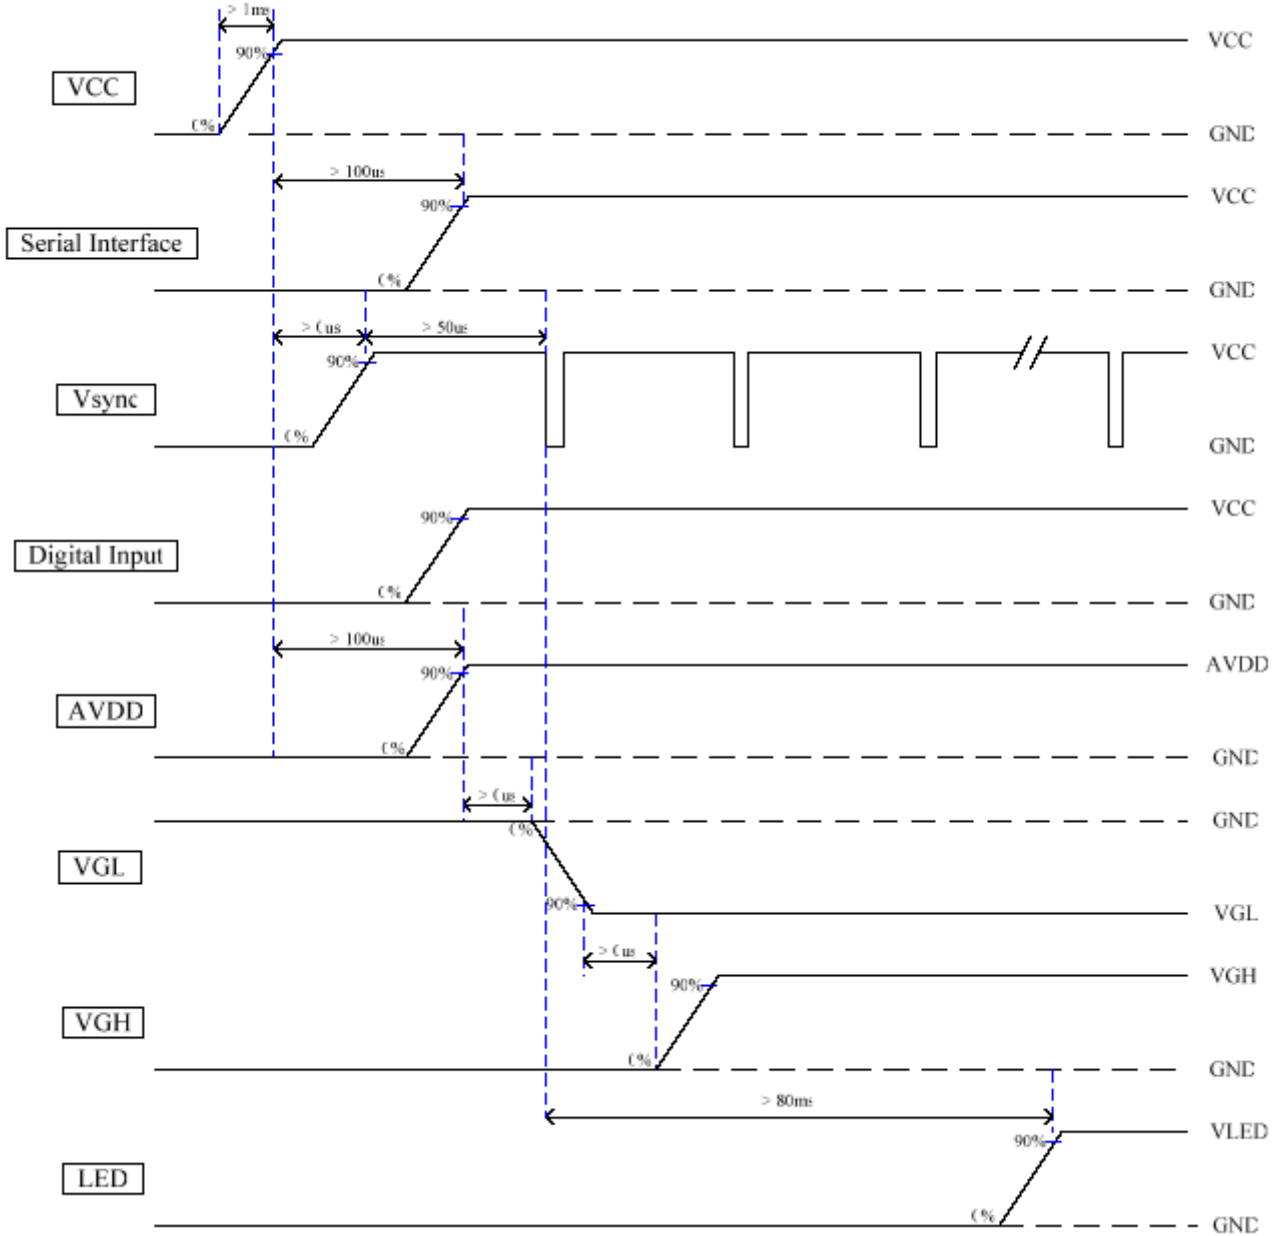 > 1ms
VCC
90%
VCC
0%
GND
> 100us
90%
VCC
Serial Interface
0%
GND
> 0us
> 50us
90%
VCC
Vsync
0%
GND
90%
VCC
Digital Input
0%
GND
> 100us
90%
AVDD
AVDD
0%
GND
> 0us
0%
GND
VGL
90%
VGL
> 0us
90%
VGH
VGH
0%
GND
> 80ms
90%
VLED
LED
0%
GND